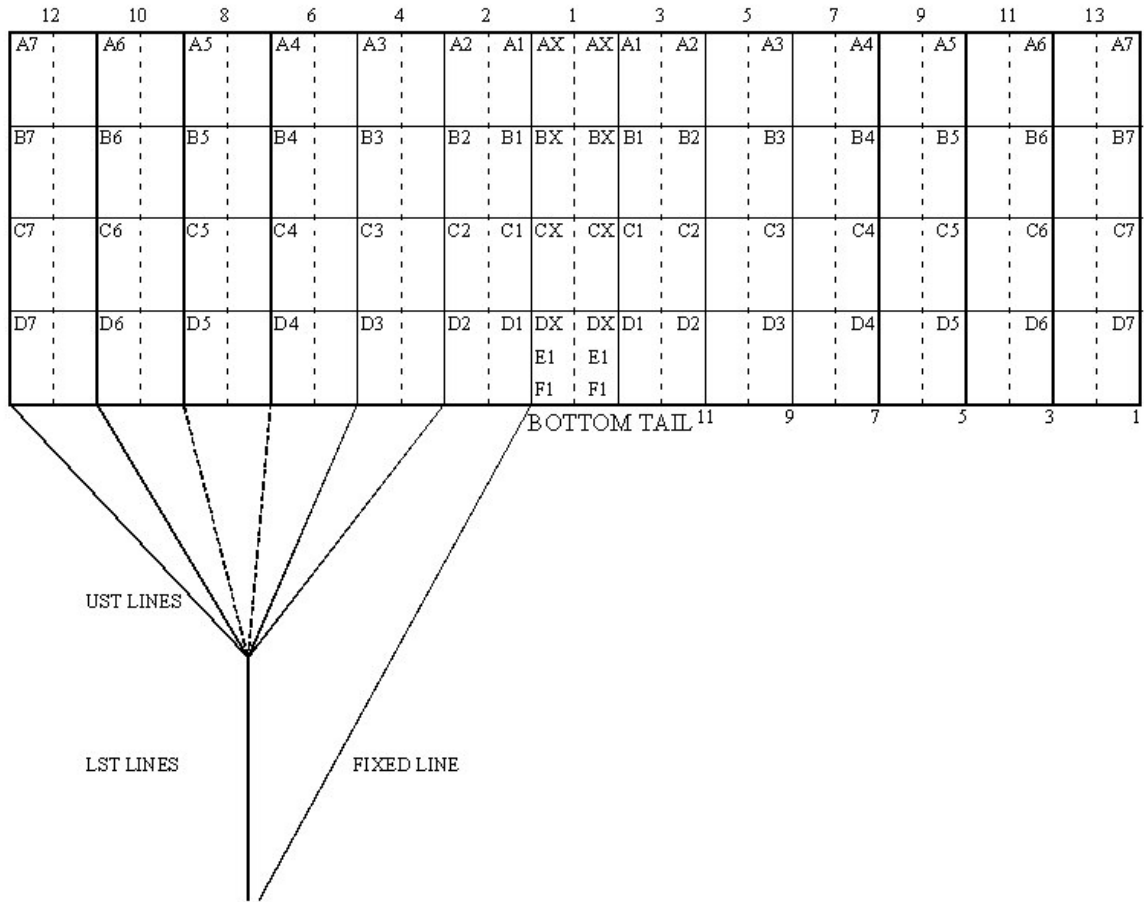 12 10 8 6 4 2 1 3 5 7 9 11 13
A7 A6 A5 A4 A3 A2 A1 AX AX A1 A2 A3 A4 A5 A6 A7
B7 B6 B5 B4 B3 B2 B1 BX BX B1 B2 B3 B4 B5 B6 B7
C7 C6 C5 C4 C3 C2 C1 CX CX C1 C2 C3 C4 C5 C6 C7
D7 D6 D5 D4 D3 D2 D1 DX DX D1 D2 D3 D4 D5 D6 D7
E1 E1
F1 F1
BOTTOM TAIL 11 9 7 5 3 1
UST LINES
LST LINES FIXED LINE